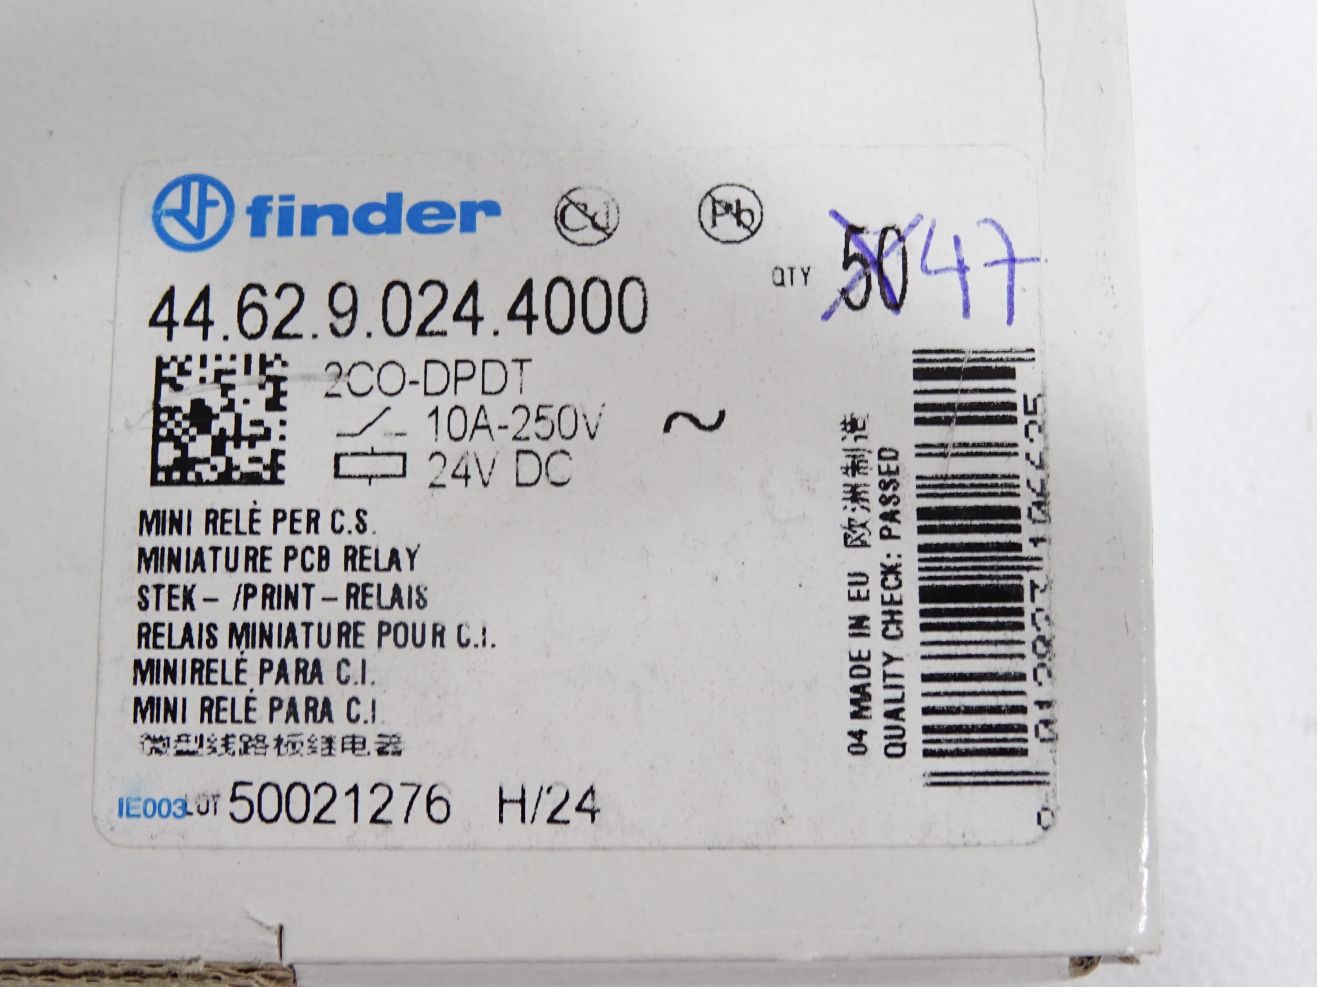 finder
Cd
Pb
QTY 50 47
44.62.9.024.4000
2CO-DPDT
10A-250V ~
24V DC
MINI RELÈ PER C.S.
MINIATURE PCB RELAY
STEK- /PRINT-RELAIS
RELAIS MINIATURE POUR C.I.
MINIRELÉ PARA C.I.
MINI RELÉ PARA C.I.
微型线路板继电器
IE003 LOT 50021276 H/24
04 MADE IN EU 欧洲制造
QUALITY CHECK: PASSED